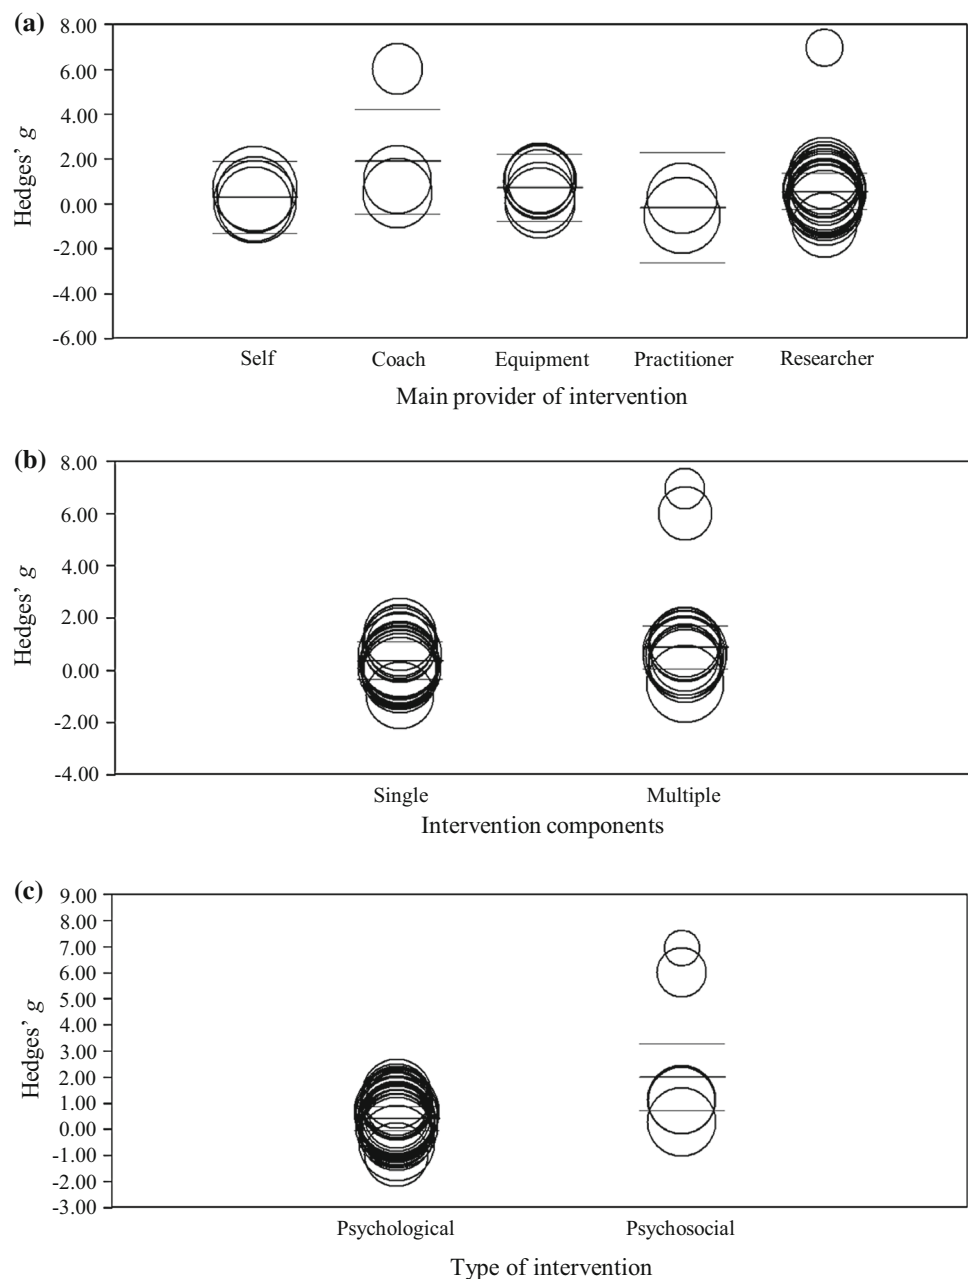 (a)
8.00
6.00
4.00
2.00
0.00
-2.00
-4.00
-6.00
Hedges' g
Self Coach Equipment Practitioner Researcher
Main provider of intervention
(b)
8.00
6.00
4.00
2.00
0.00
-2.00
-4.00
Hedges' g
Single Multiple
Intervention components
(c)
9.00
8.00
7.00
6.00
5.00
4.00
3.00
2.00
1.00
0.00
-1.00
-2.00
-3.00
Hedges' g
Psychological Psychosocial
Type of intervention